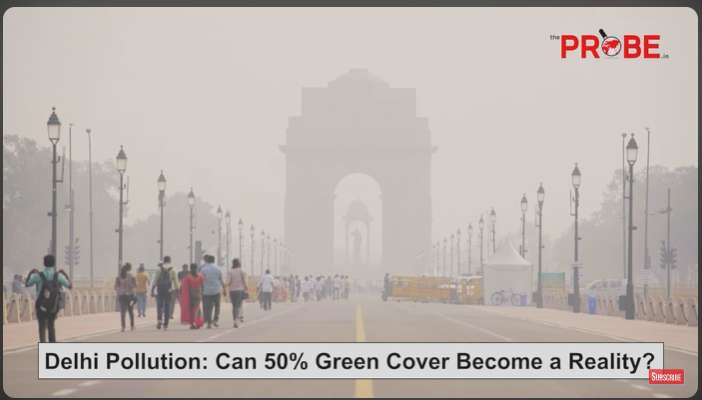 the PROBE.in
Delhi Pollution: Can 50% Green Cover Become a Reality?
SUBSCRIBE